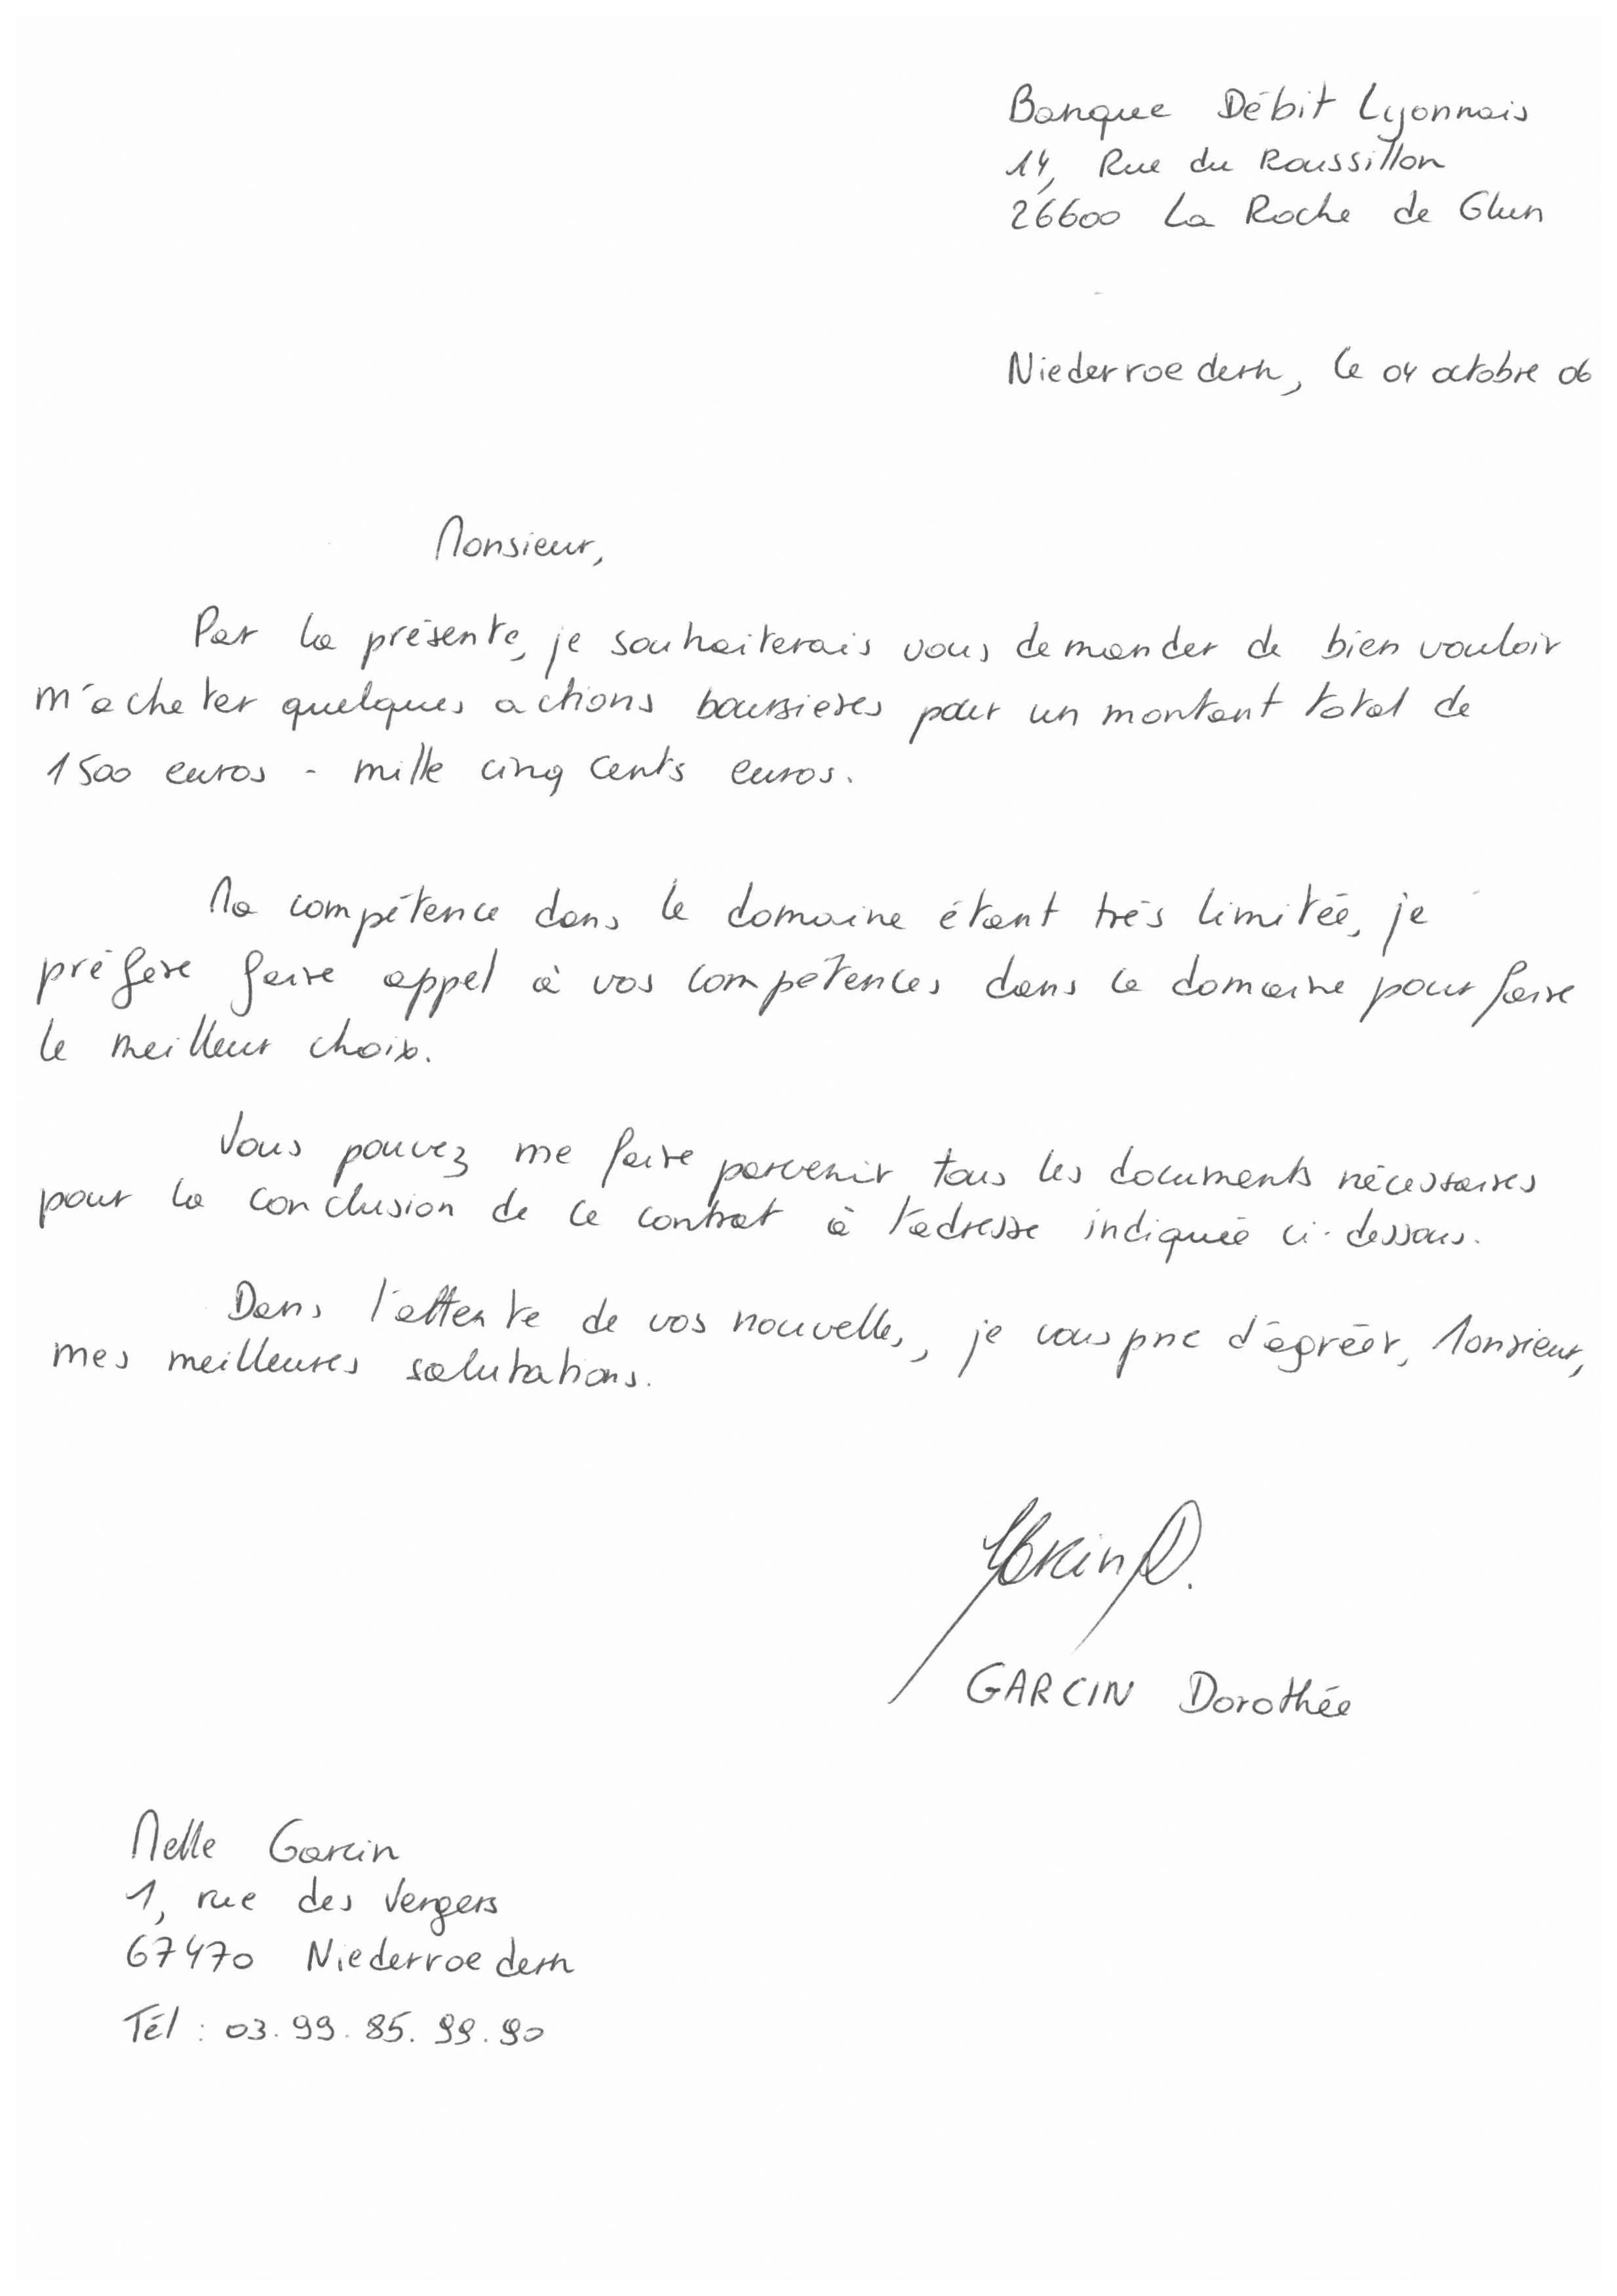 Banque Débit Lyonnais
14, Rue du Roussillon
26600 La Roche de Glun
Niederroedern, le 04 octobre 06
Monsieur,
Par la présente, je souhaiterais vous demander de bien vouloir
m'acheter quelques actions boursières pour un montant total de
1500 euros - mille cinq cents euros.
Ma compétence dans le domaine étant très limitée, je
préfère faire appel à vos compétences dans ce domaine pour faire
le meilleur choix.
Vous pouvez me faire parvenir tous les documents nécessaires
pour la conclusion de ce contrat à l'adresse indiquée ci-dessous.
Dans l'attente de vos nouvelles, je vous prie d'agréer, Monsieur,
mes meilleures salutations.
Garcin D.
GARCIN Dorothée
Melle Garcin
1, rue des Vergers
67470 Niederroedern
Tél : 03.99.85.99.90